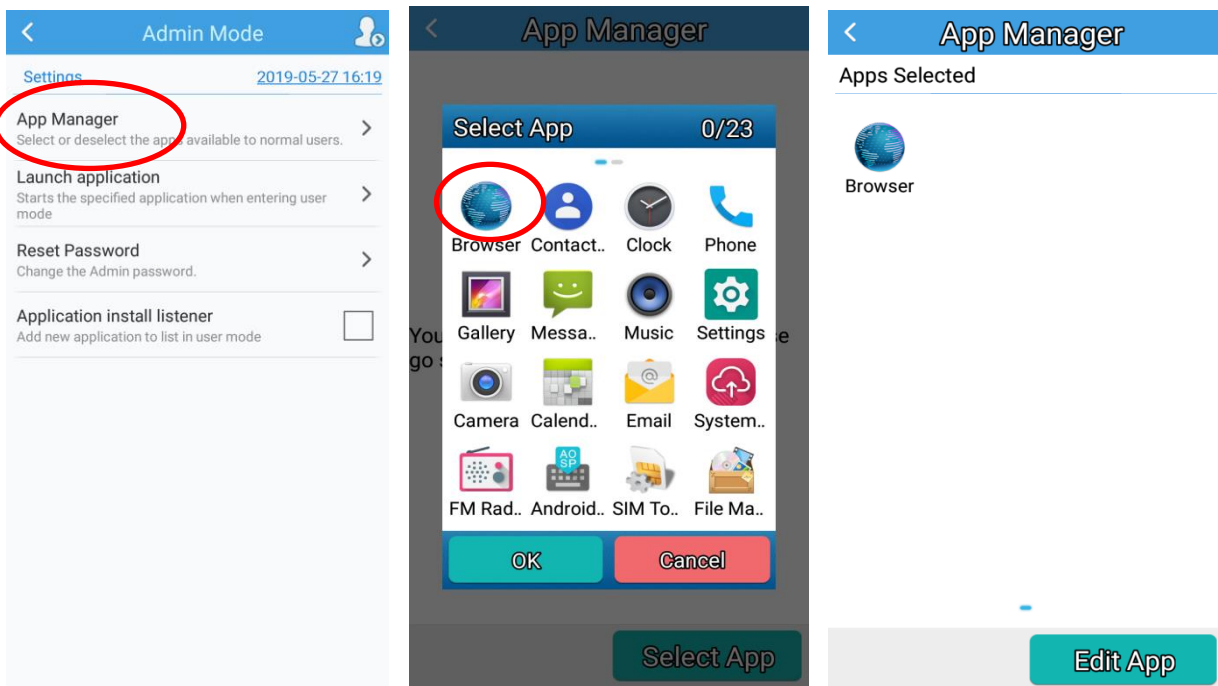 Admin Mode
Settings 2019-05-27 16:19
App Manager
Select or deselect the apps available to normal users.
Launch application
Starts the specified application when entering user
mode
Reset Password
Change the Admin password.
Application install listener
Add new application to list in user mode
App Manager
Select App 0/23
Browser Contact.. Clock Phone
Gallery Messa.. Music Settings
You
go
Camera Calend.. Email System..
AO
SP
FM Rad.. Android.. SIM To.. File Ma..
OK Cancel
Select App
App Manager
Apps Selected
Browser
Edit App